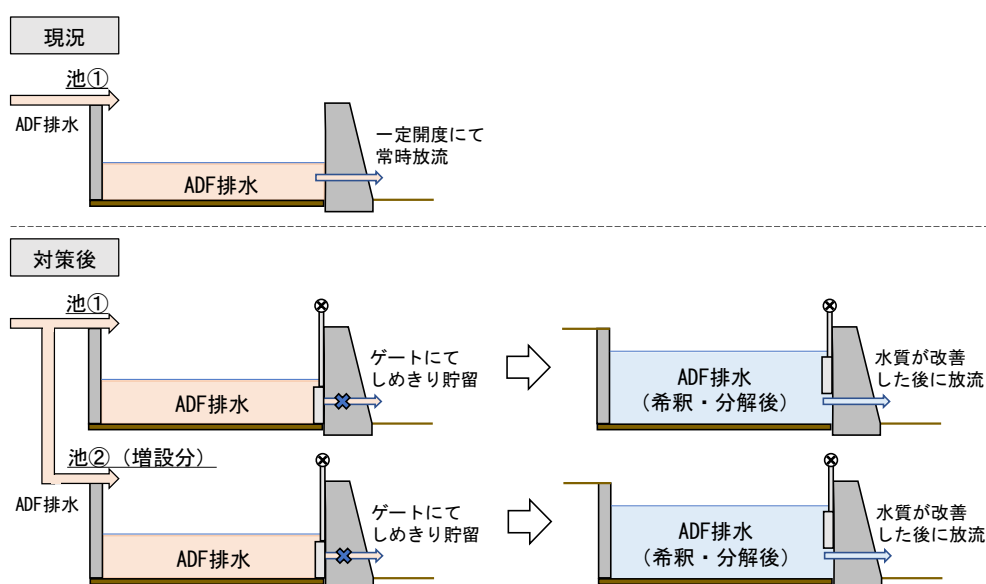 現況
池①
ADF排水
一定開度にて
常時放流
ADF排水
対策後
池①
ゲートにて
しめきり貯留
ADF排水
水質が改善
した後に放流
ADF排水
（希釈・分解後）
池②（増設分）
ADF排水
ゲートにて
しめきり貯留
ADF排水
水質が改善
した後に放流
ADF排水
（希釈・分解後）